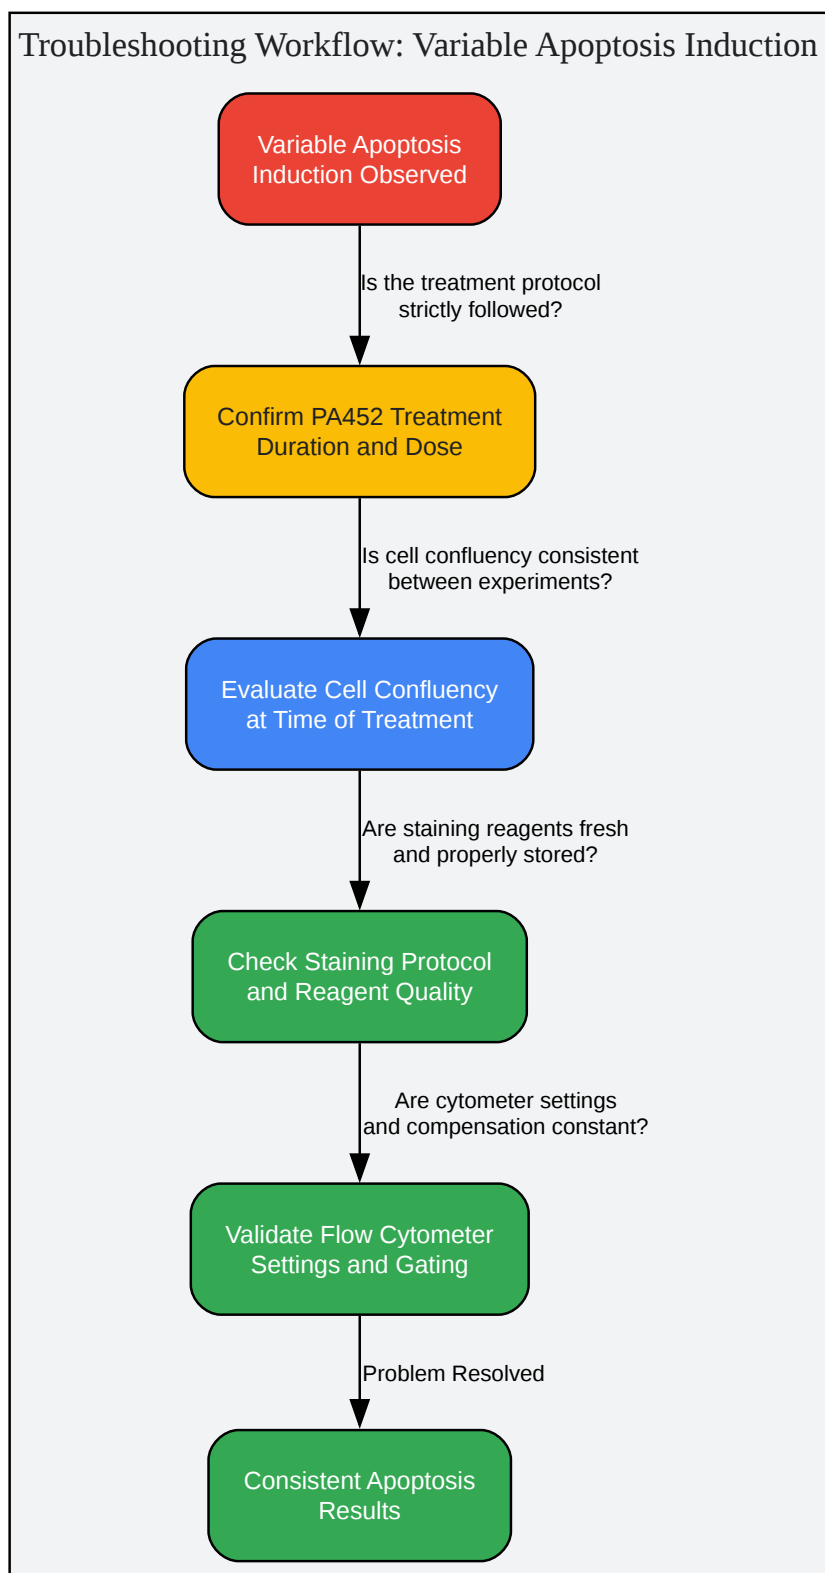 Troubleshooting Workflow: Variable Apoptosis Induction
Variable Apoptosis
Induction Observed
Is the treatment protocol
strictly followed?
Confirm PA452 Treatment
Duration and Dose
Is cell confluency consistent
between experiments?
Evaluate Cell Confluency
at Time of Treatment
Are staining reagents fresh
and properly stored?
Check Staining Protocol
and Reagent Quality
Are cytometer settings
and compensation constant?
Validate Flow Cytometer
Settings and Gating
Problem Resolved
Consistent Apoptosis
Results